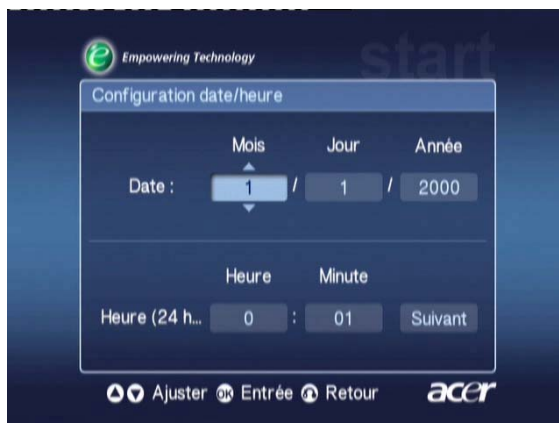 start
e Empowering Technology
Configuration date/heure
Mois Jour Année
Date : 1 / 1 / 2000
Heure Minute
Heure (24 h... 0 : 01 Suivant
Ajuster OK Entrée Retour acer